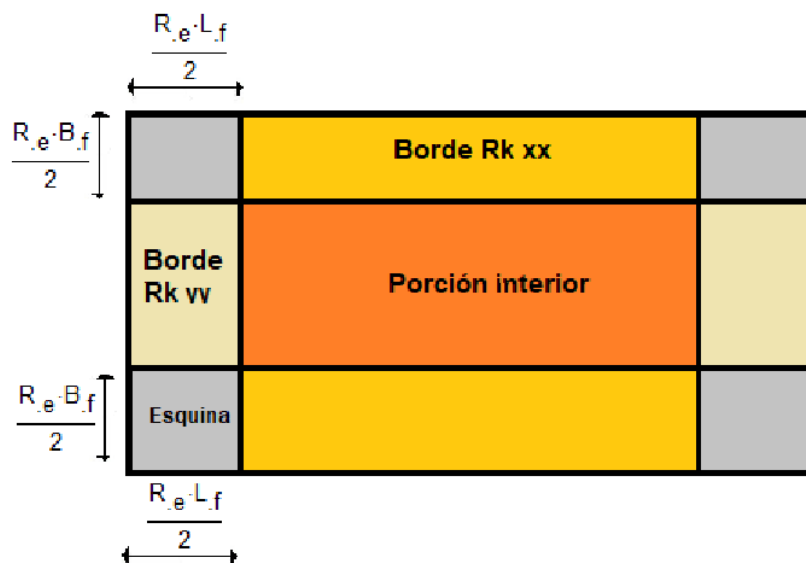 R.e·L.f
2
R.e·B.f
2
Borde Rk xx
Borde
Rk yy
Porción interior
R.e·B.f
2
Esquina
R.e·L.f
2